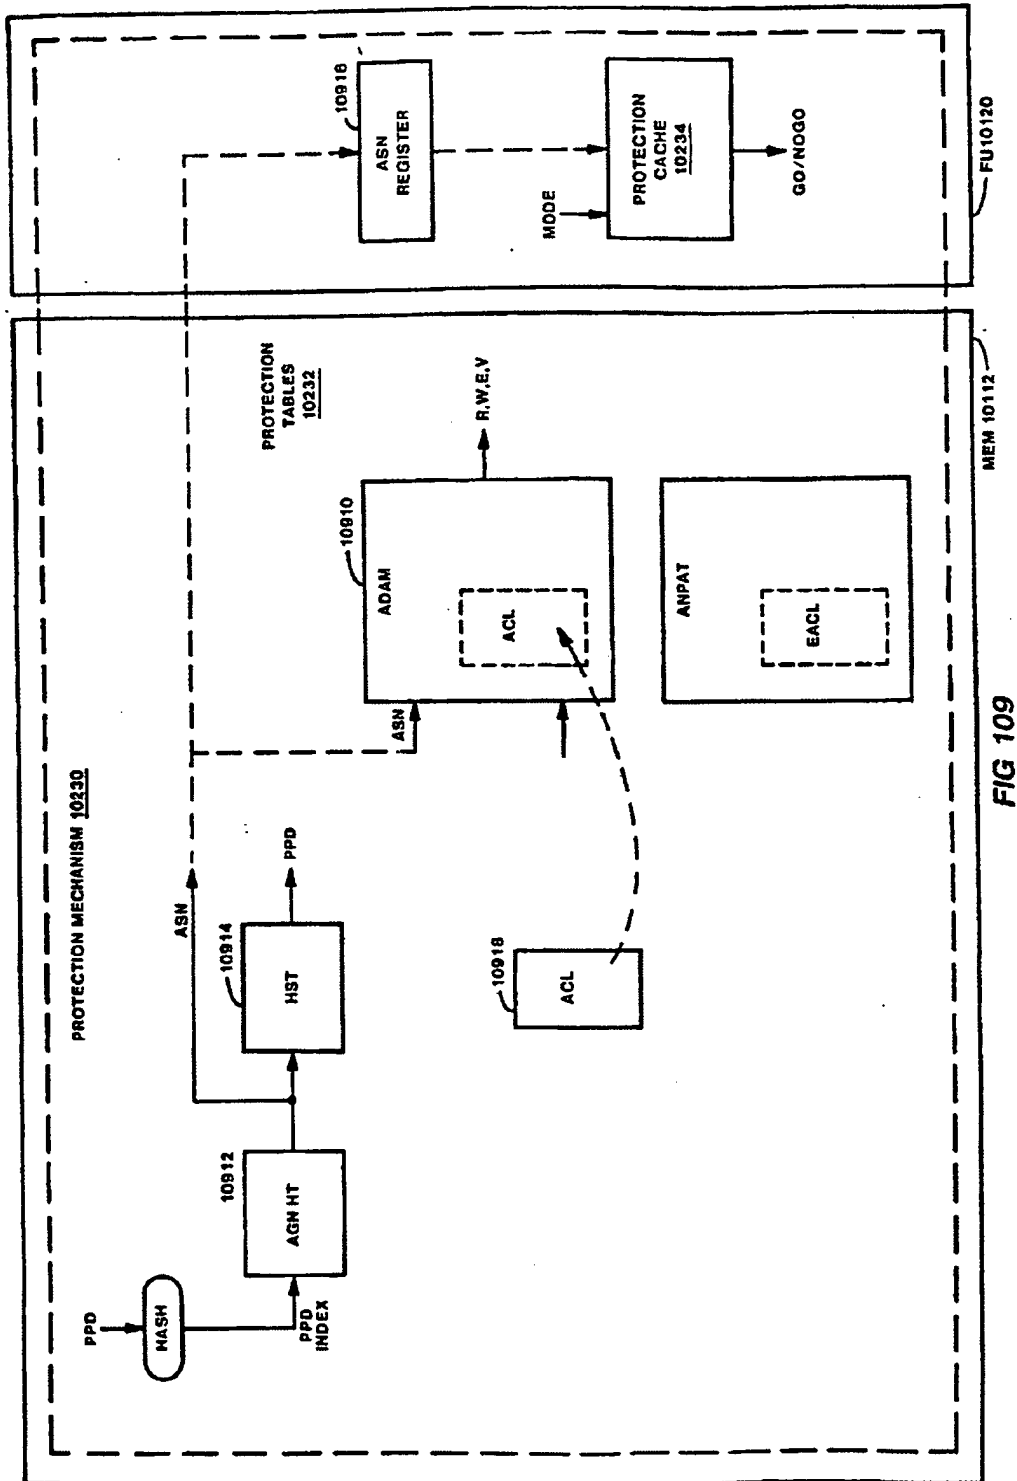 PROTECTION MECHANISM 10230
PPD
HASH
PPD
INDEX
10912
AGN HT
ASN
10914
HST
PPD
10918
ACL
PROTECTION
TABLES
10232
10910
ADAM
ASN
ACL
R,W,E,V
ANPAT
EACL
MEM 10112
10916
ASN
REGISTER
MODE
PROTECTION
CACHE
10234
GO/NOGO
FU10120
FIG 109